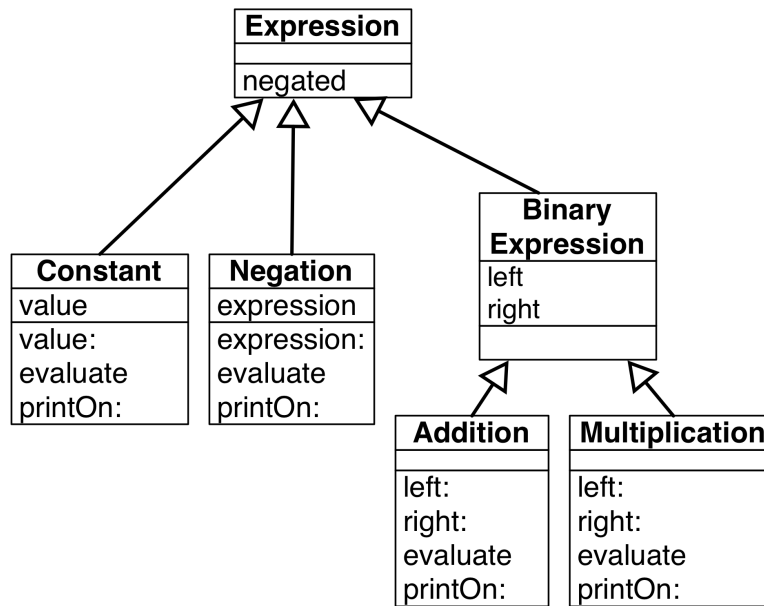 Expression
negated
Binary
Expression
left
right
Constant
value
value:
evaluate
printOn:
Negation
expression
expression:
evaluate
printOn:
Addition
left:
right:
evaluate
printOn:
Multiplication
left:
right:
evaluate
printOn: